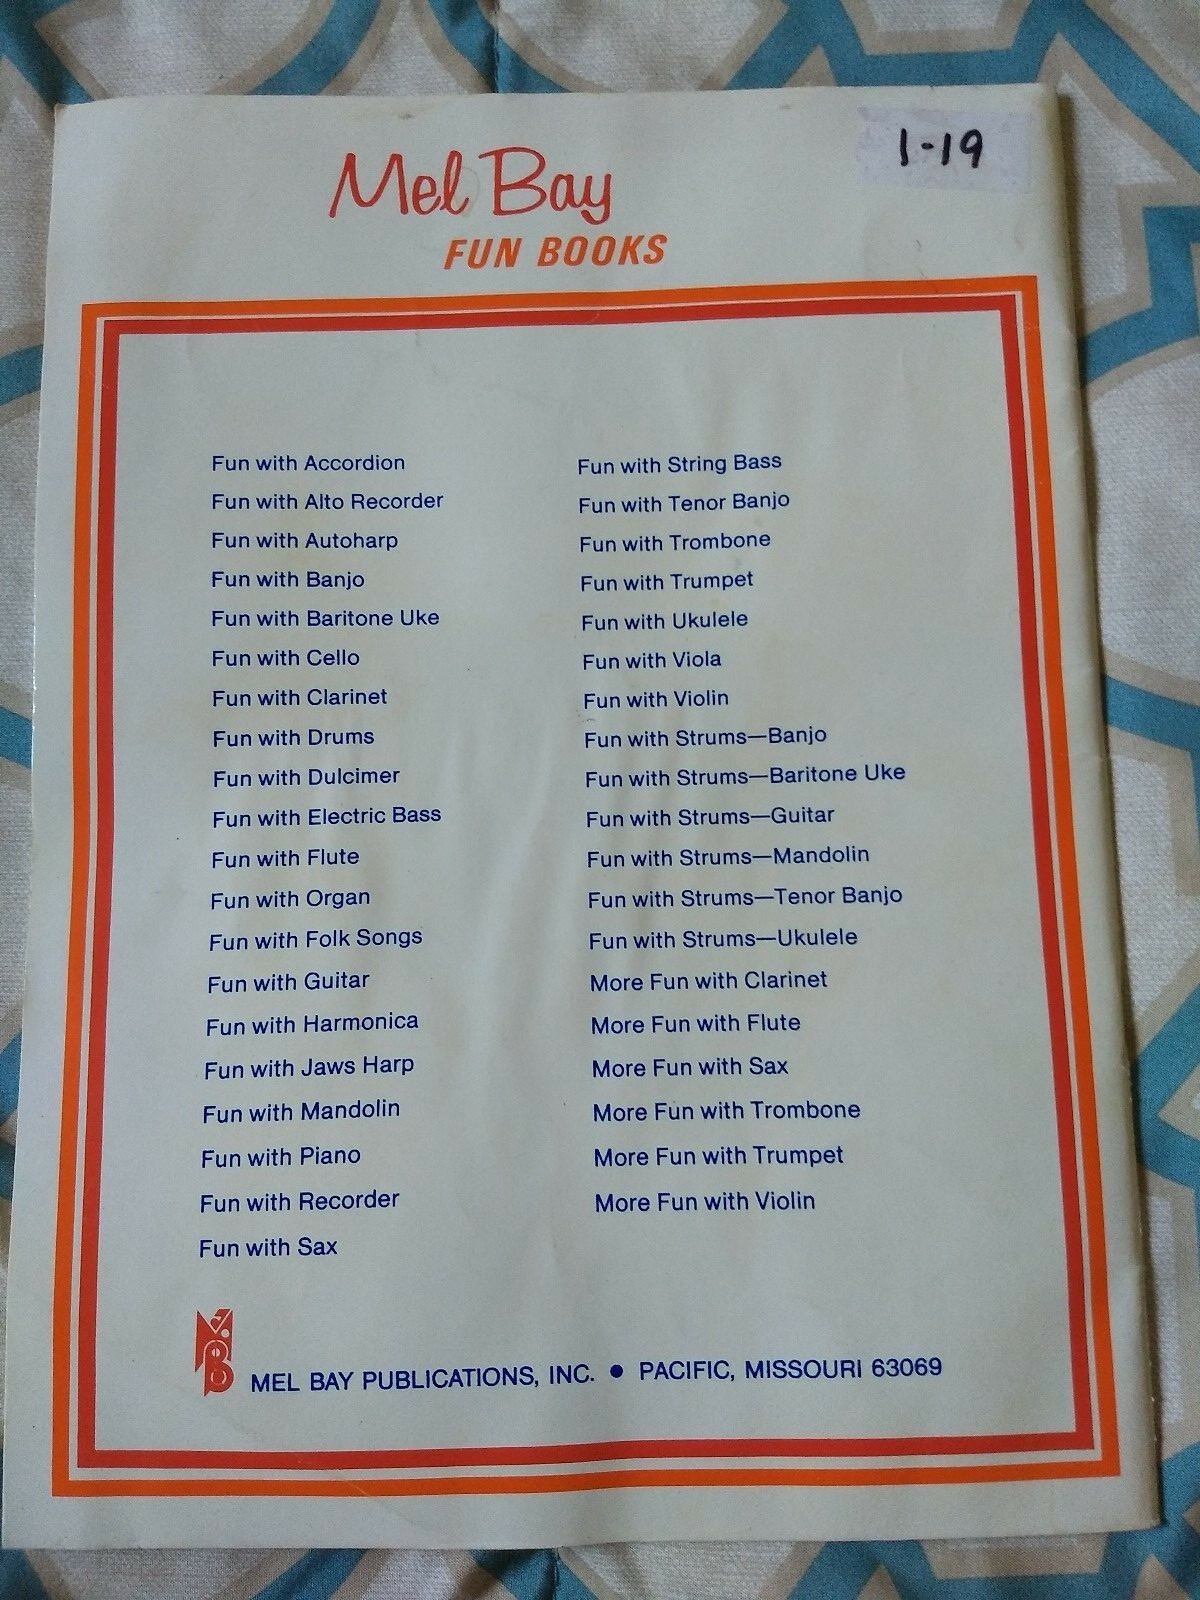 1-19
Mel Bay
FUN BOOKS
Fun with Accordion
Fun with Alto Recorder
Fun with Autoharp
Fun with Banjo
Fun with Baritone Uke
Fun with Cello
Fun with Clarinet
Fun with Drums
Fun with Dulcimer
Fun with Electric Bass
Fun with Flute
Fun with Organ
Fun with Folk Songs
Fun with Guitar
Fun with Harmonica
Fun with Jaws Harp
Fun with Mandolin
Fun with Piano
Fun with Recorder
Fun with Sax
Fun with String Bass
Fun with Tenor Banjo
Fun with Trombone
Fun with Trumpet
Fun with Ukulele
Fun with Viola
Fun with Violin
Fun with Strums—Banjo
Fun with Strums—Baritone Uke
Fun with Strums—Guitar
Fun with Strums—Mandolin
Fun with Strums—Tenor Banjo
Fun with Strums—Ukulele
More Fun with Clarinet
More Fun with Flute
More Fun with Sax
More Fun with Trombone
More Fun with Trumpet
More Fun with Violin
MEL BAY PUBLICATIONS, INC. ● PACIFIC, MISSOURI 63069